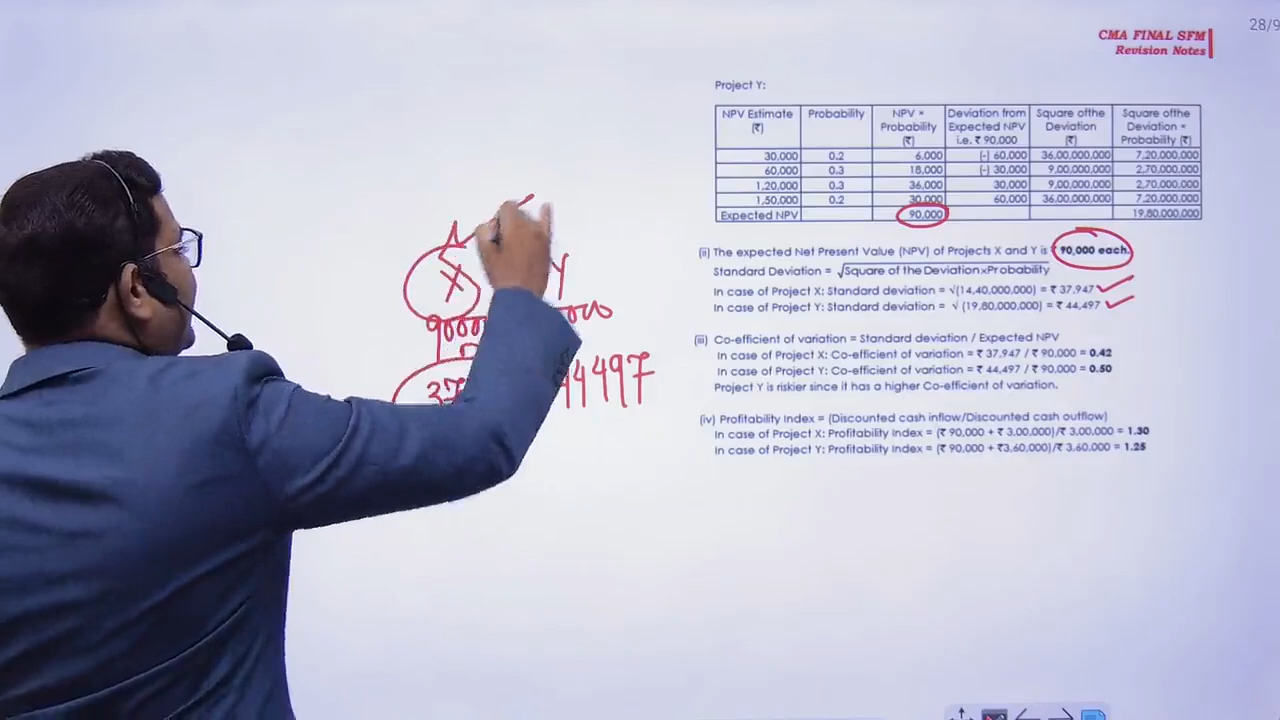 28/9
CMA FINAL SFM
Revision Notes
Project Y:
NPV Estimate (₹) | Probability | NPV × Probability (₹) | Deviation from Expected NPV i.e. ₹ 90,000 | Square ofthe Deviation (₹) | Square ofthe Deviation × Probability (₹)
30,000 | 0.2 | 6,000 | (-) 60,000 | 36,00,000,000 | 7,20,000,000
60,000 | 0.3 | 18,000 | (-) 30,000 | 9,00,000,000 | 2,70,000,000
1,20,000 | 0.3 | 36,000 | 30,000 | 9,00,000,000 | 2,70,000,000
1,50,000 | 0.2 | 30,000 | 60,000 | 36,00,000,000 | 7,20,000,000
Expected NPV | 90,000 | 19,80,000,000
(ii) The expected Net Present Value (NPV) of Projects X and Y is ₹ 90,000 each.
Standard Deviation = √Square of the Deviation×Probability
In case of Project X: Standard deviation = √(14,40,000,000) = ₹ 37,947
In case of Project Y: Standard deviation = √ (19,80,000,000) = ₹ 44,497
(iii) Co-efficient of variation = Standard deviation / Expected NPV
In case of Project X: Co-efficient of variation = ₹ 37,947 / ₹ 90,000 = 0.42
In case of Project Y: Co-efficient of variation = ₹ 44,497 / ₹ 90,000 = 0.50
Project Y is riskier since it has a higher Co-efficient of variation.
(iv) Profitability Index = (Discounted cash inflow/Discounted cash outflow)
In case of Project X: Profitability Index = (₹ 90,000 + ₹ 3,00,000)/₹ 3,00,000 = 1.30
In case of Project Y: Profitability Index = (₹ 90,000 + ₹3,60,000)/₹ 3,60,000 = 1.25
X Y
90000
44497